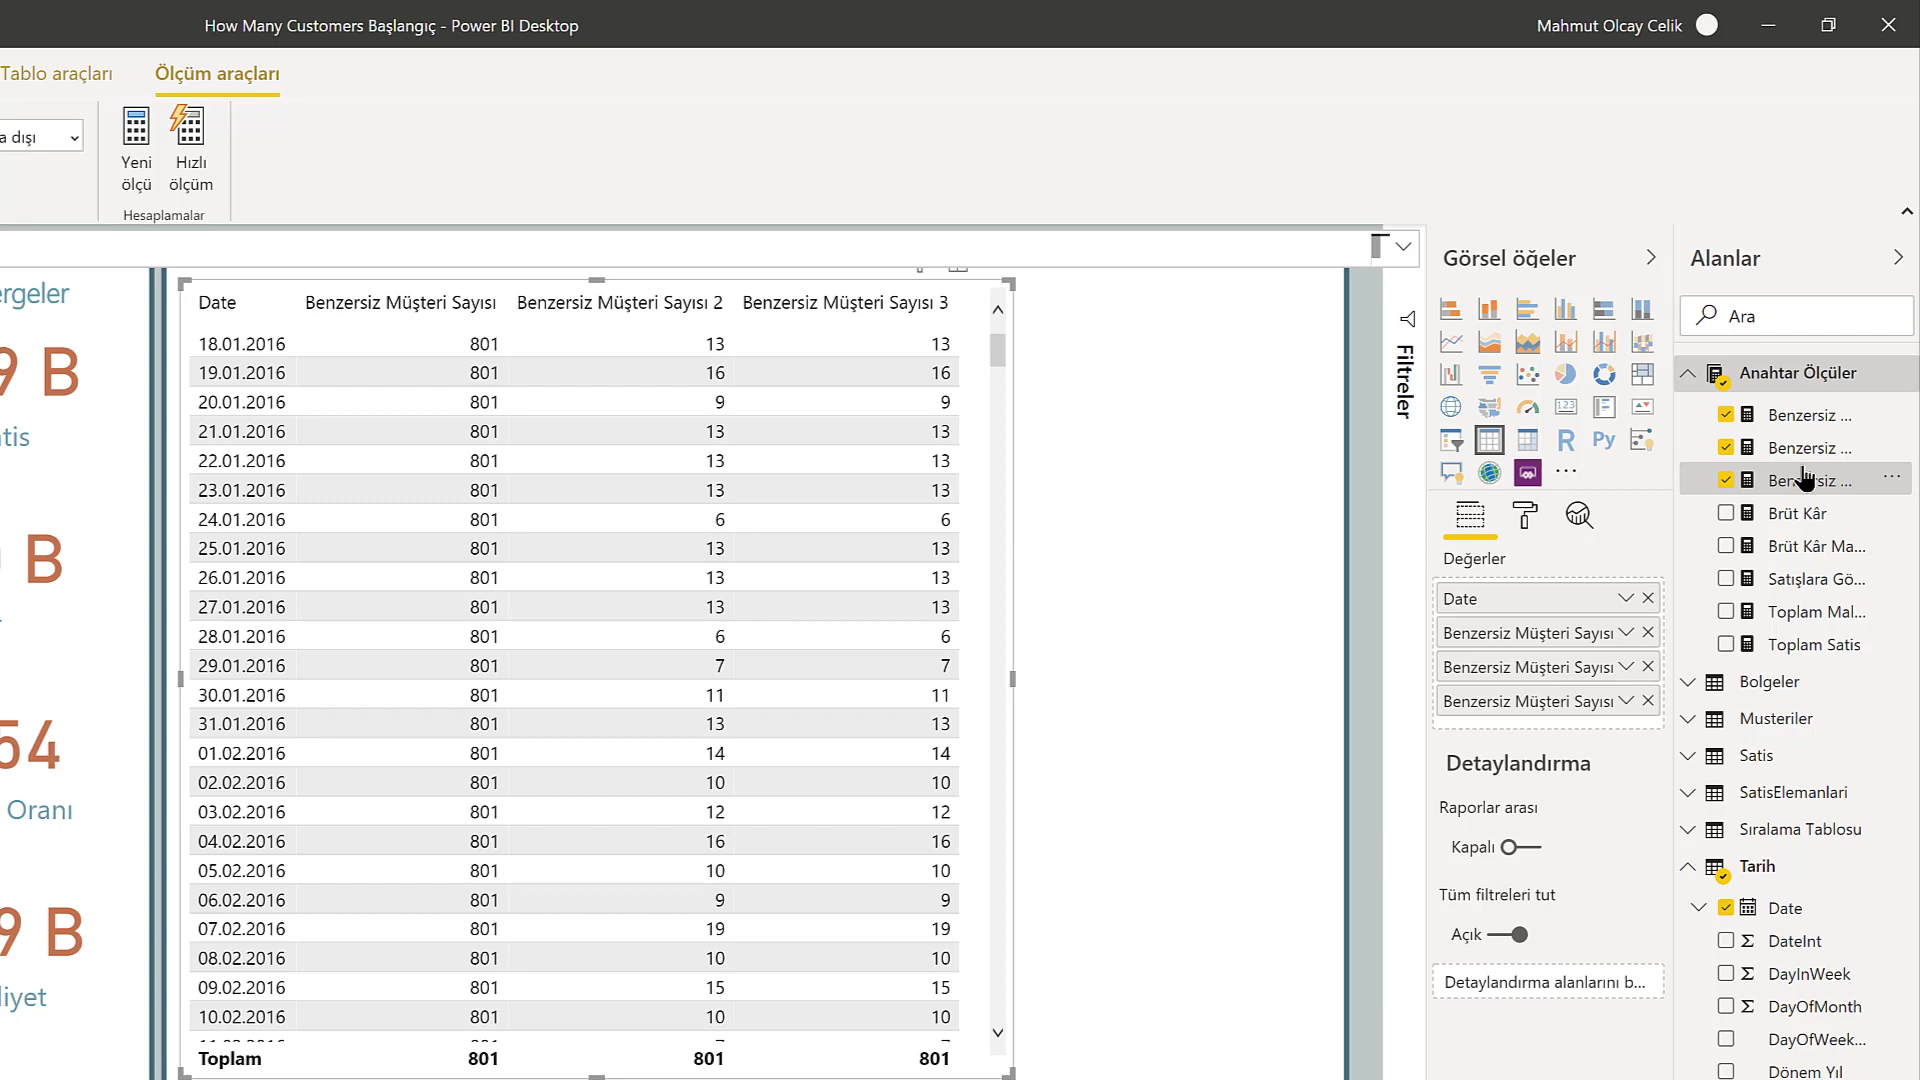 How Many Customers Başlangıç - Power BI Desktop
Mahmut Olcay Celik
Tablo araçları
Ölçüm araçları
a dışı
Yeni ölçü
Hızlı ölçüm
Hesaplamalar
ergeler
9 B
tis
B
54
Oranı
9 B
liyet
Date Benzersiz Müşteri Sayısı Benzersiz Müşteri Sayısı 2 Benzersiz Müşteri Sayısı 3
18.01.2016 801 13 13
19.01.2016 801 16 16
20.01.2016 801 9 9
21.01.2016 801 13 13
22.01.2016 801 13 13
23.01.2016 801 13 13
24.01.2016 801 6 6
25.01.2016 801 13 13
26.01.2016 801 13 13
27.01.2016 801 13 13
28.01.2016 801 6 6
29.01.2016 801 7 7
30.01.2016 801 11 11
31.01.2016 801 13 13
01.02.2016 801 14 14
02.02.2016 801 10 10
03.02.2016 801 12 12
04.02.2016 801 16 16
05.02.2016 801 10 10
06.02.2016 801 9 9
07.02.2016 801 19 19
08.02.2016 801 10 10
09.02.2016 801 15 15
10.02.2016 801 10 10
Toplam 801 801 801
Filtreler
Görsel öğeler
123
R
Py
...
Değerler
Date
Benzersiz Müşteri Sayısı
Benzersiz Müşteri Sayısı
Benzersiz Müşteri Sayısı
Detaylandırma
Raporlar arası
Kapalı
Tüm filtreleri tut
Açık
Detaylandırma alanlarını b...
Alanlar
Ara
Anahtar Ölçüler
Benzersiz ...
Benzersiz ...
Benzersiz ...
Brüt Kâr
Brüt Kâr Ma...
Satışlara Gö...
Toplam Mal...
Toplam Satis
Bolgeler
Musteriler
Satis
SatisElemanlari
Sıralama Tablosu
Tarih
Date
DateInt
DayInWeek
DayOfMonth
DayOfWeek...
Dönem Yıl